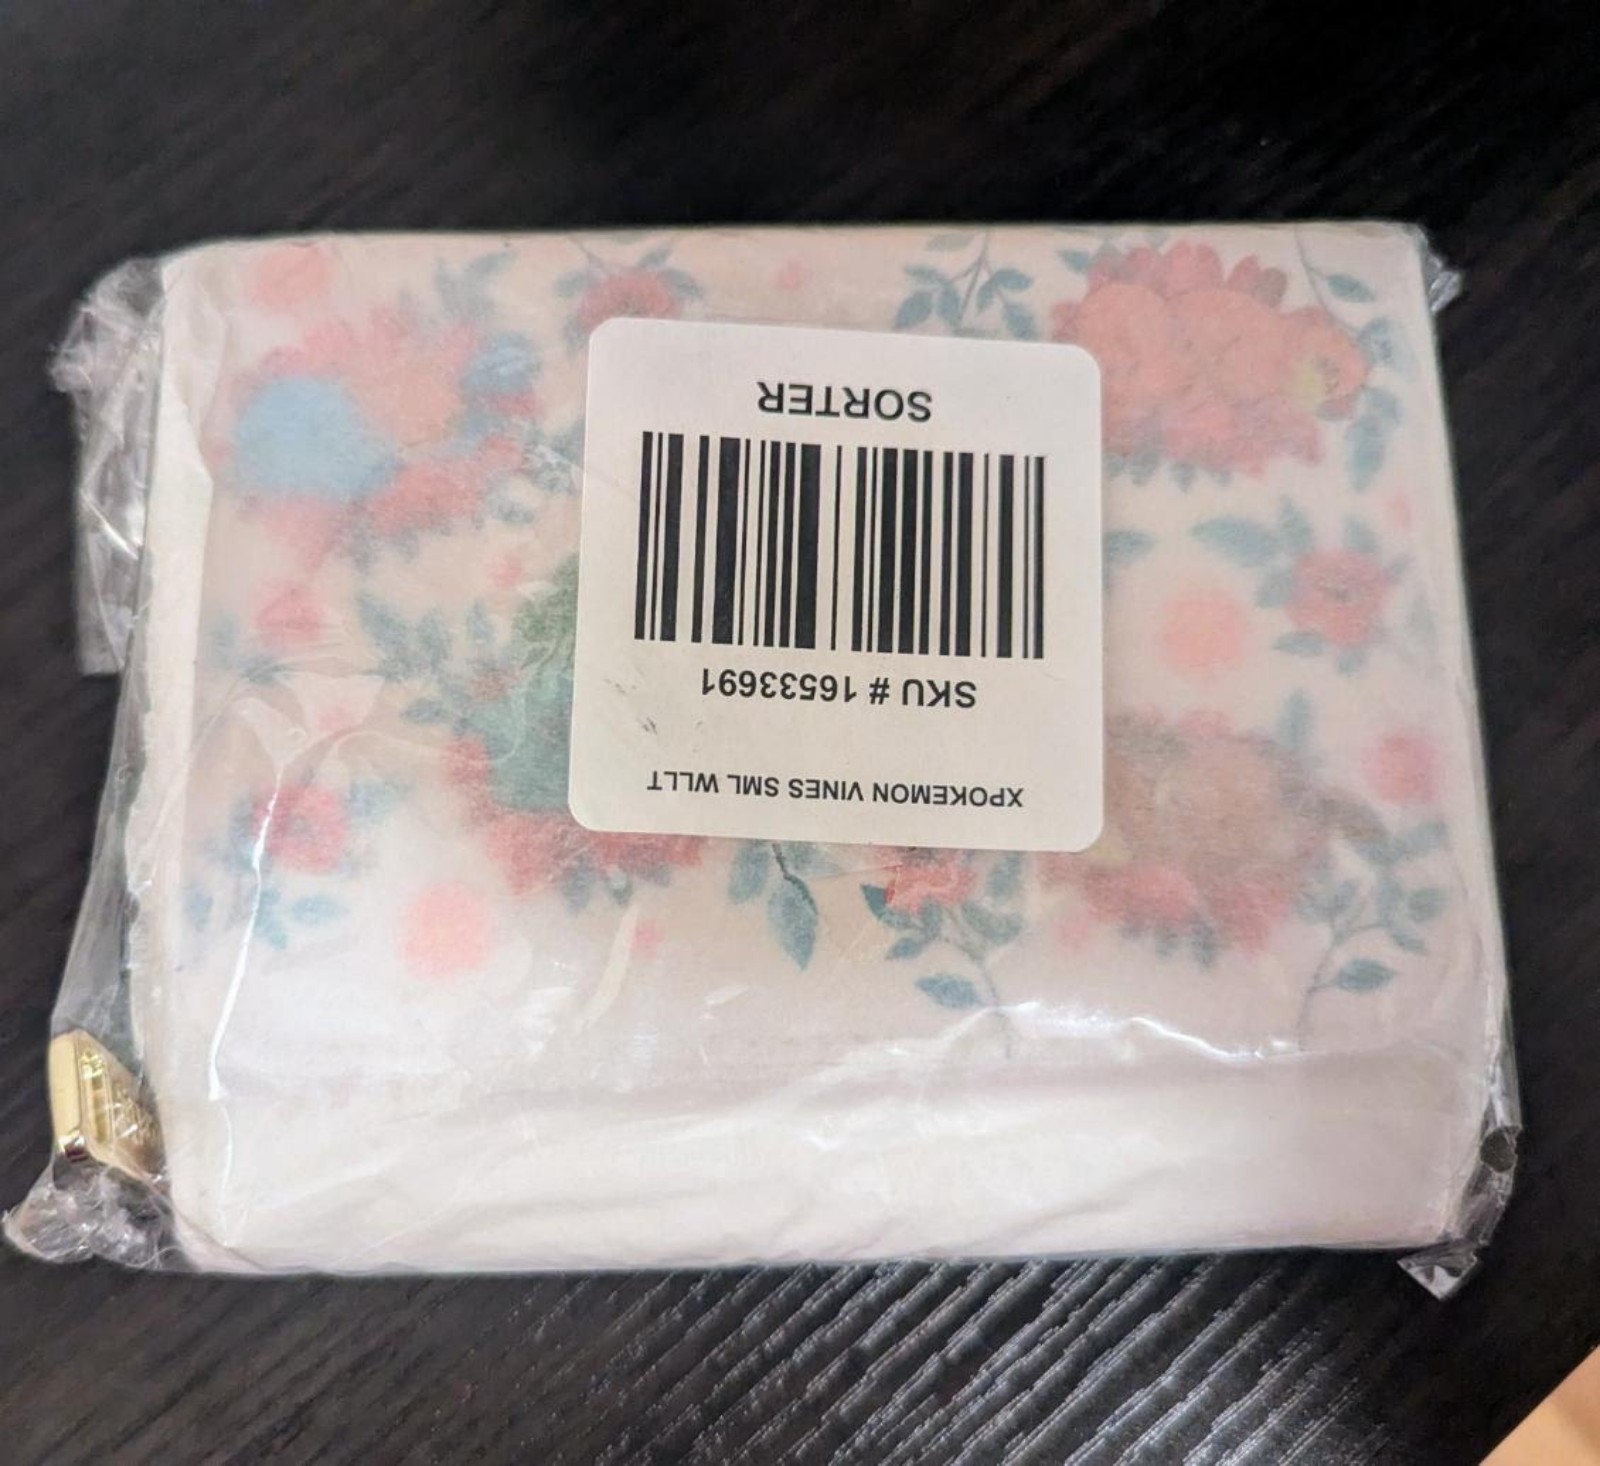 XPOKEMON VINES SML WLLT
SKU # 16533691
SORTER